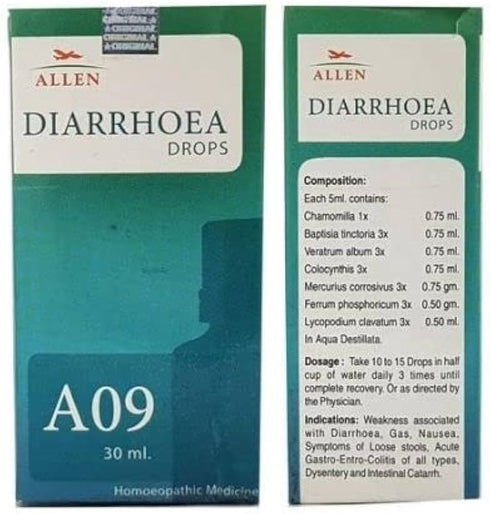 ORIGINAL
ORIGINAL
ALLEN
DIARRHOEA
DROPS
A09
30 ml.
Homoeopathic Medicine
ALLEN
DIARRHOEA
DROPS
Composition:
Each 5ml. contains:
Chamomilla 1x 0.75 ml.
Baptisia tinctoria 3x 0.75 ml.
Veratrum album 3x 0.75 ml.
Colocynthis 3x 0.75 ml.
Mercurius corrosivus 3x 0.75 gm.
Ferrum phosphoricum 3x 0.50 gm.
Lycopodium clavatum 3x 0.50 ml.
In Aqua Destillata.
Dosage : Take 10 to 15 Drops in half
cup of water daily 3 times until
complete recovery. Or as directed by
the Physician.
Indications: Weakness associated
with Diarrhoea, Gas, Nausea,
Symptoms of Loose stools, Acute
Gastro-Entro-Colitis of all types,
Dysentery and Intestinal Catarrh.